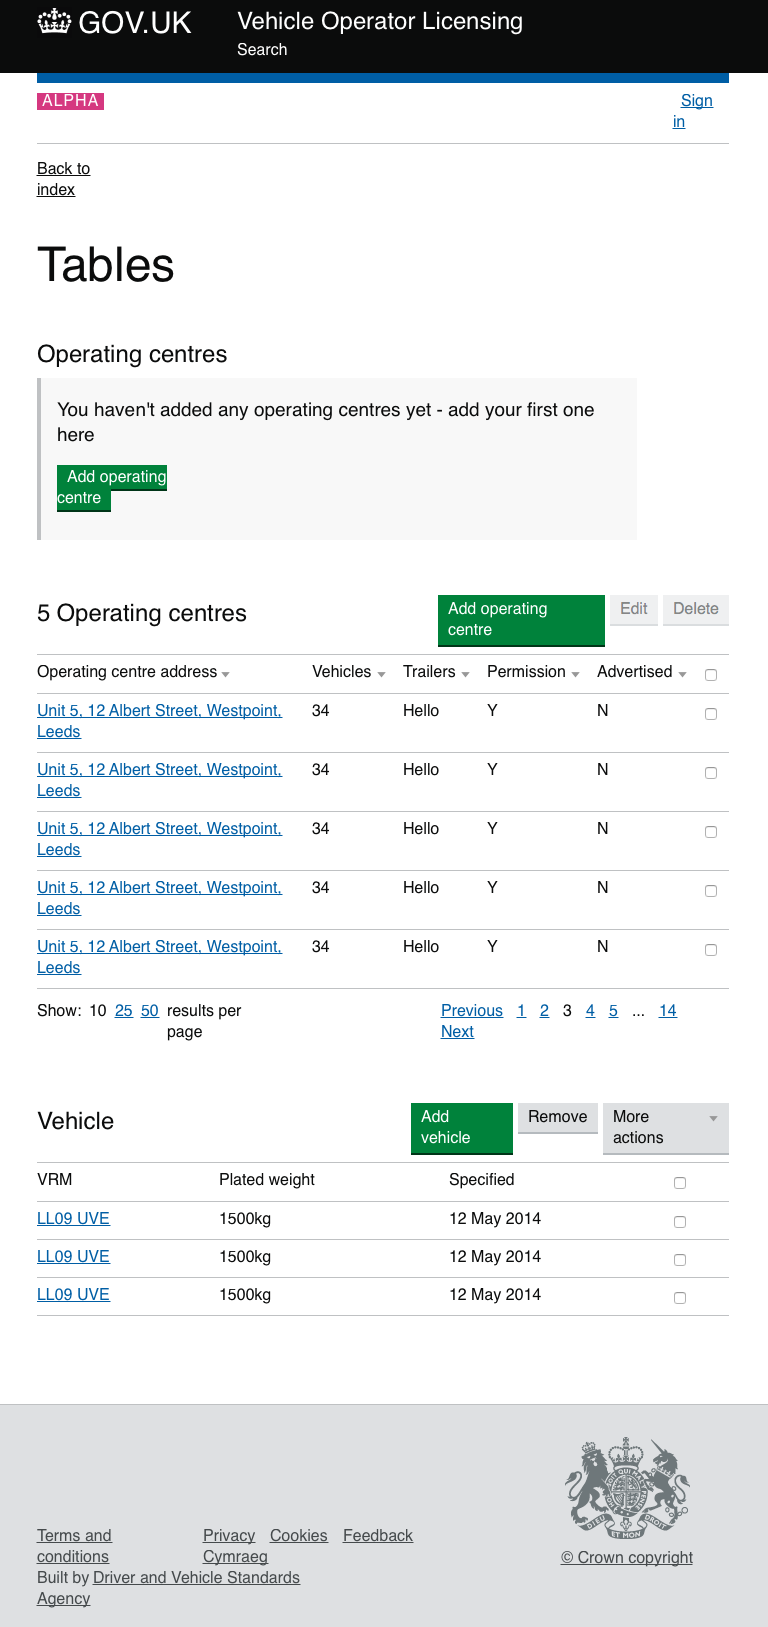 GOV.UK
Vehicle Operator Licensing
Search
ALPHA
Sign
in
Back to
index
Tables
Operating centres
You haven't added any operating centres yet - add your first one
here
Add operating
centre
5 Operating centres
Add operating
centre
Edit
Delete
Operating centre address Vehicles Trailers Permission Advertised
Unit 5, 12 Albert Street, Westpoint,
Leeds
34 Hello Y N
Unit 5, 12 Albert Street, Westpoint,
Leeds
34 Hello Y N
Unit 5, 12 Albert Street, Westpoint,
Leeds
34 Hello Y N
Unit 5, 12 Albert Street, Westpoint,
Leeds
34 Hello Y N
Unit 5, 12 Albert Street, Westpoint,
Leeds
34 Hello Y N
Show: 10 25 50 results per
page
Previous 1 2 3 4 5 ... 14
Next
Vehicle
Add
vehicle
Remove
More
actions
VRM Plated weight Specified
LL09 UVE 1500kg 12 May 2014
LL09 UVE 1500kg 12 May 2014
LL09 UVE 1500kg 12 May 2014
DIEU ET MON DROIT
Terms and
conditions
Privacy Cookies Feedback
Cymraeg
Built by Driver and Vehicle Standards
Agency
© Crown copyright